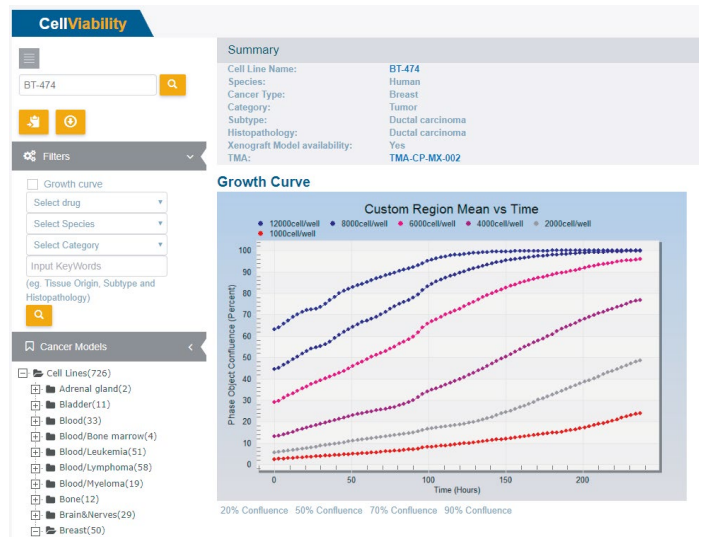 CellViability
BT-474
Filters
Growth curve
Select drug
Select Species
Select Category
Input KeyWords
(eg. Tissue Origin, Subtype and
Histopathology)
Cancer Models
Cell Lines(726)
Adrenal gland(2)
Bladder(11)
Blood(33)
Blood/Bone marrow(4)
Blood/Leukemia(51)
Blood/Lymphoma(58)
Blood/Myeloma(19)
Bone(12)
Brain&Nerves(29)
Breast(50)
Summary
Cell Line Name: BT-474
Species: Human
Cancer Type: Breast
Category: Tumor
Subtype: Ductal carcinoma
Histopathology: Ductal carcinoma
Xenograft Model availability: Yes
TMA: TMA-CP-MX-002
Growth Curve
Custom Region Mean vs Time
12000cell/well 8000cell/well 6000cell/well 4000cell/well 2000cell/well
1000cell/well
Phase Object Confluence (Percent)
100
90
80
70
60
50
40
30
20
10
0
0 50 100 150 200
Time (Hours)
20% Confluence 50% Confluence 70% Confluence 90% Confluence